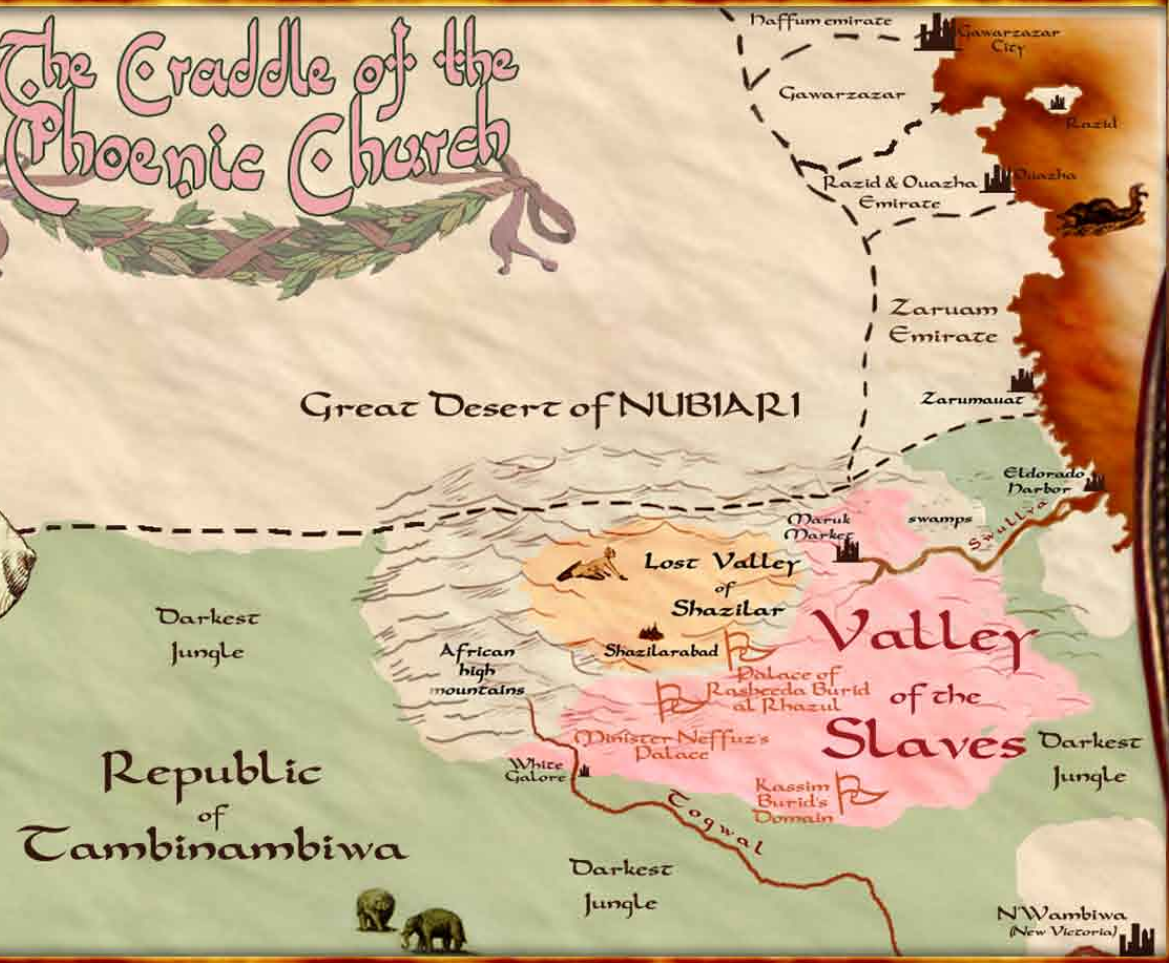 The Craddle of the
Phoenic Church
Haffum emirate
Gawarzazar
City
Gawarzazar
Razid
Razid & Ouazha
Emirate
Ouazha
Zaruam
Emirate
Zarumauat
Great Desert of NUBIARI
Eldorado
Harbor
Maruk
Market
swamps
Swullva
Lost Valley
of
Shazilar
Shazilarabad
Valley
of the
Slaves
Darkest
Jungle
African
high
mountains
Palace of
Rasheeda Burid
al Rhazul
Minister Neffuz's
Palace
White
Galore
Kassim
Burid's
Domain
Darkest
Jungle
Republic
of
Tambinambiwa
Togwal
Darkest
Jungle
N'Wambiwa
(New Victoria)